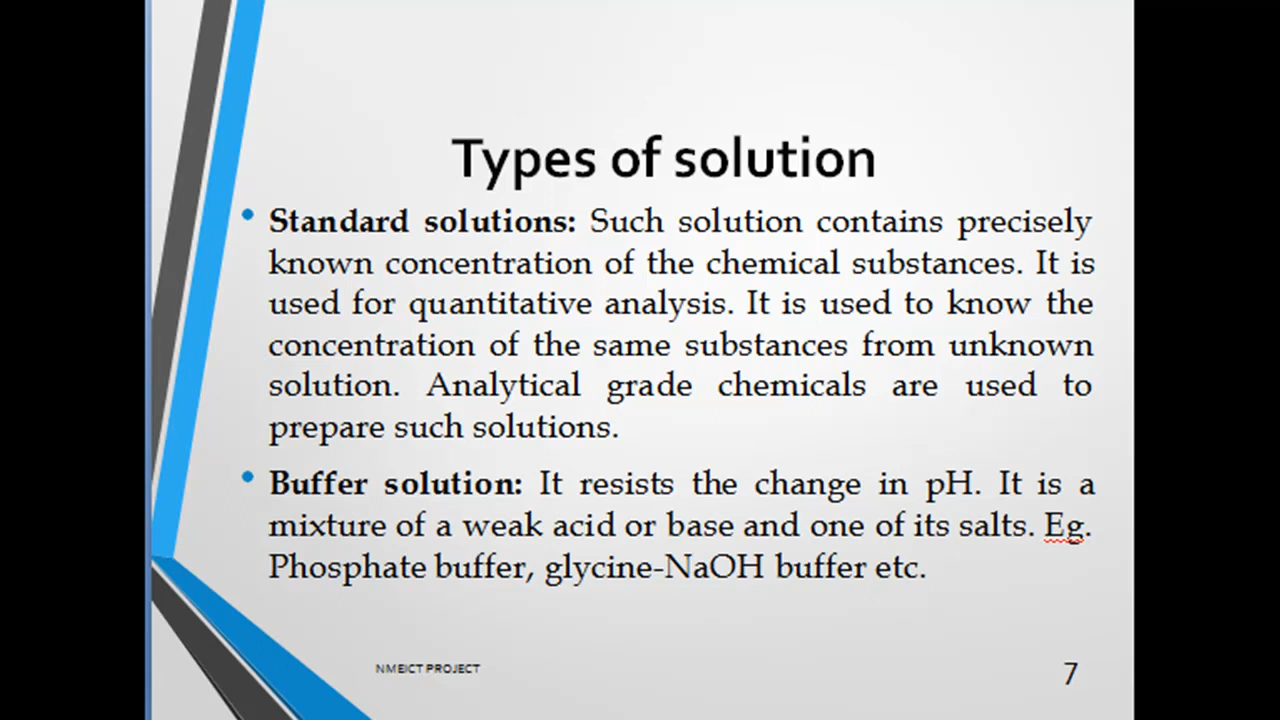 Types of solution
• Standard solutions: Such solution contains precisely
known concentration of the chemical substances. It is
used for quantitative analysis. It is used to know the
concentration of the same substances from unknown
solution. Analytical grade chemicals are used to
prepare such solutions.
• Buffer solution: It resists the change in pH. It is a
mixture of a weak acid or base and one of its salts. Eg.
Phosphate buffer, glycine-NaOH buffer etc.
NMEICT PROJECT
7